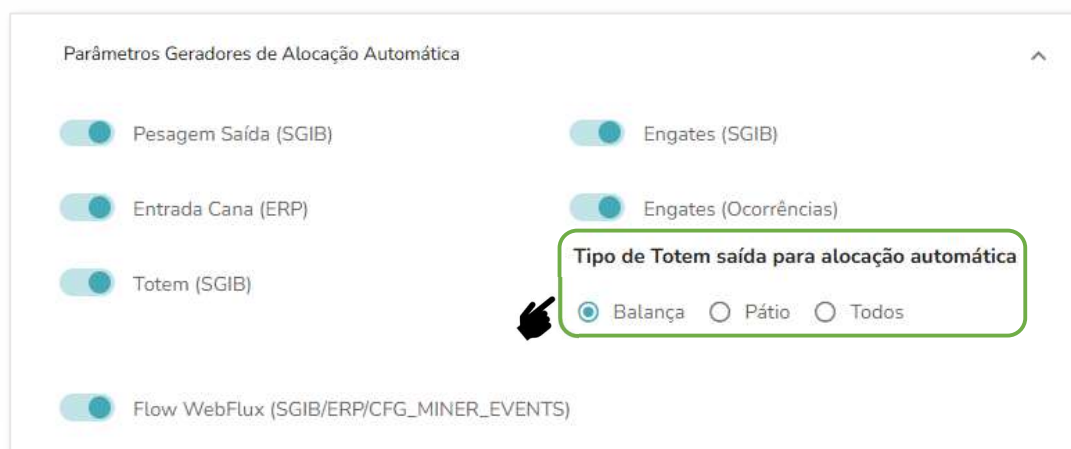 Parâmetros Geradores de Alocação Automática
Pesagem Saída (SGIB)
Engates (SGIB)
Entrada Cana (ERP)
Engates (Ocorrências)
Totem (SGIB)
Tipo de Totem saída para alocação automática
Balança Pátio Todos
Flow WebFlux (SGIB/ERP/CFG_MINER_EVENTS)